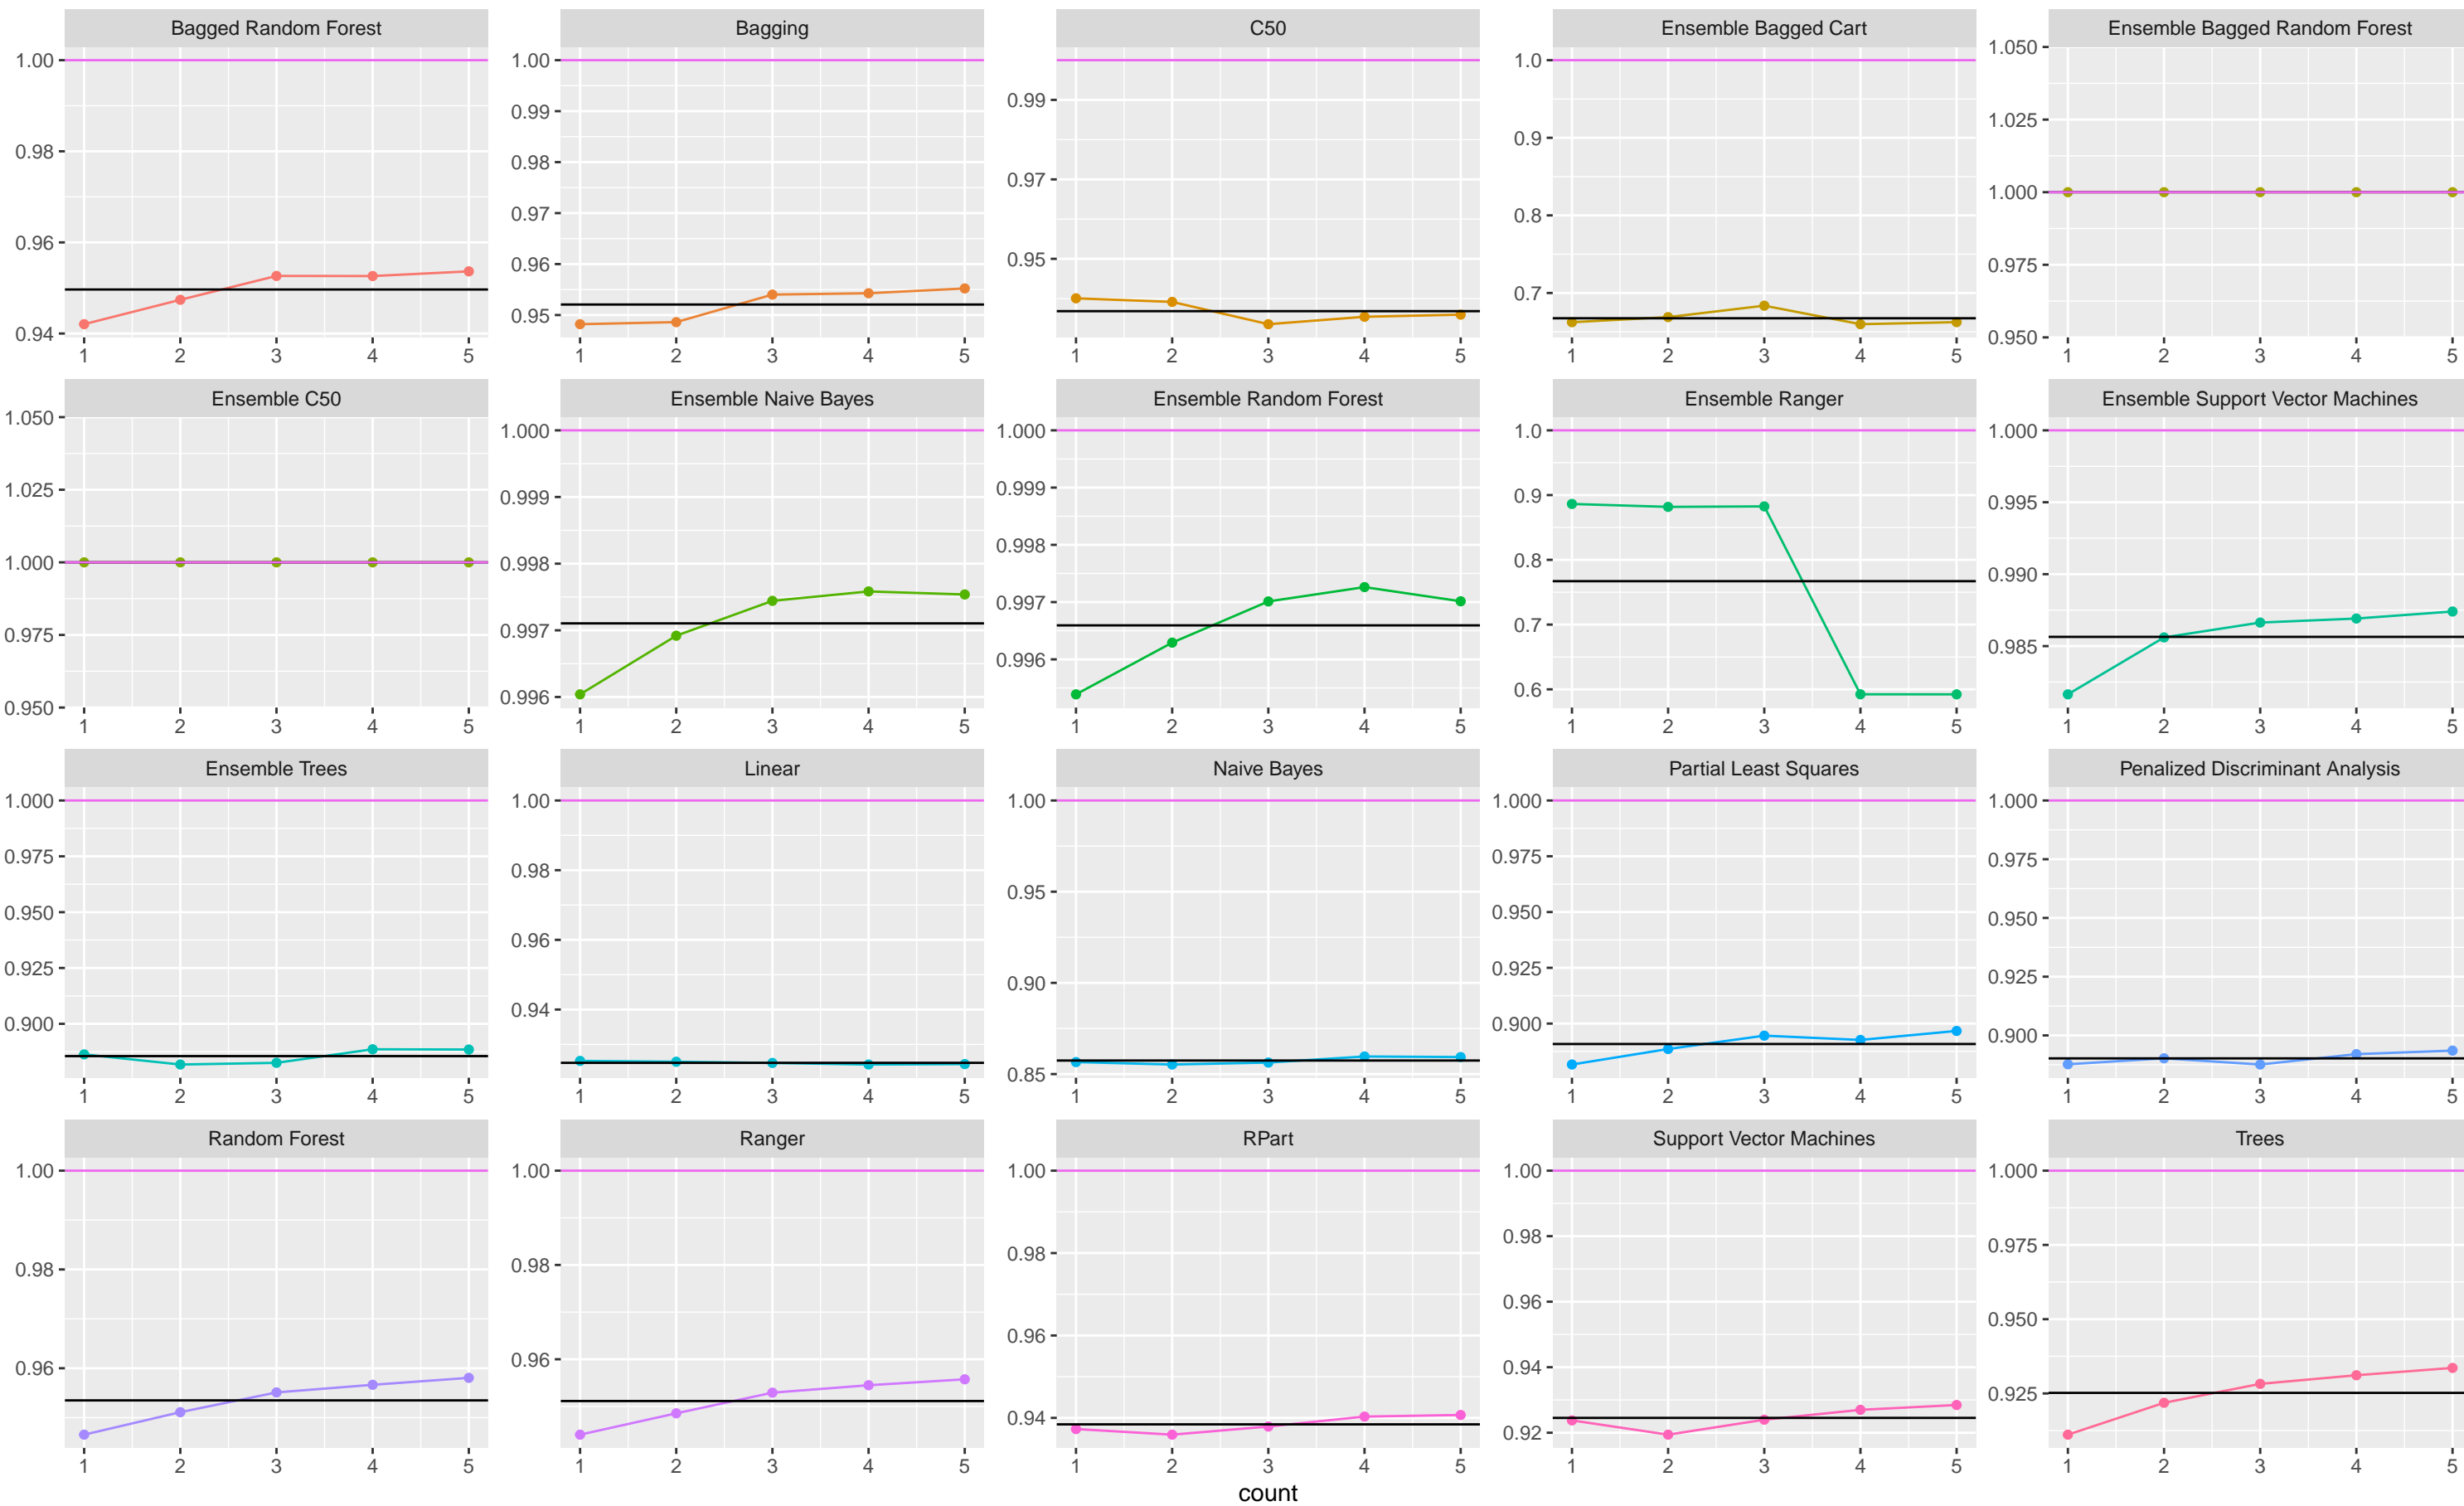 Bagged Random Forest
Bagging
C50
Ensemble Bagged Cart
Ensemble Bagged Random Forest
1.00
0.98
0.96
0.94
1 2 3 4 5
1.00
0.99
0.98
0.97
0.96
0.95
1 2 3 4 5
0.99
0.97
0.95
1 2 3 4 5
1.0
0.9
0.8
0.7
1 2 3 4 5
1.050
1.025
1.000
0.975
0.950
1 2 3 4 5
Ensemble C50
Ensemble Naive Bayes
Ensemble Random Forest
Ensemble Ranger
Ensemble Support Vector Machines
1.050
1.025
1.000
0.975
0.950
1 2 3 4 5
1.000
0.999
0.998
0.997
0.996
1 2 3 4 5
1.000
0.999
0.998
0.997
0.996
1 2 3 4 5
1.0
0.9
0.8
0.7
0.6
1 2 3 4 5
1.000
0.995
0.990
0.985
1 2 3 4 5
Ensemble Trees
Linear
Naive Bayes
Partial Least Squares
Penalized Discriminant Analysis
1.000
0.975
0.950
0.925
0.900
1 2 3 4 5
1.00
0.98
0.96
0.94
1 2 3 4 5
1.00
0.95
0.90
0.85
1 2 3 4 5
1.000
0.975
0.950
0.925
0.900
1 2 3 4 5
1.000
0.975
0.950
0.925
0.900
1 2 3 4 5
Random Forest
Ranger
RPart
Support Vector Machines
Trees
1.00
0.98
0.96
1 2 3 4 5
1.00
0.98
0.96
1 2 3 4 5
1.00
0.98
0.96
0.94
1 2 3 4 5
1.00
0.98
0.96
0.94
0.92
1 2 3 4 5
1.000
0.975
0.950
0.925
1 2 3 4 5
count